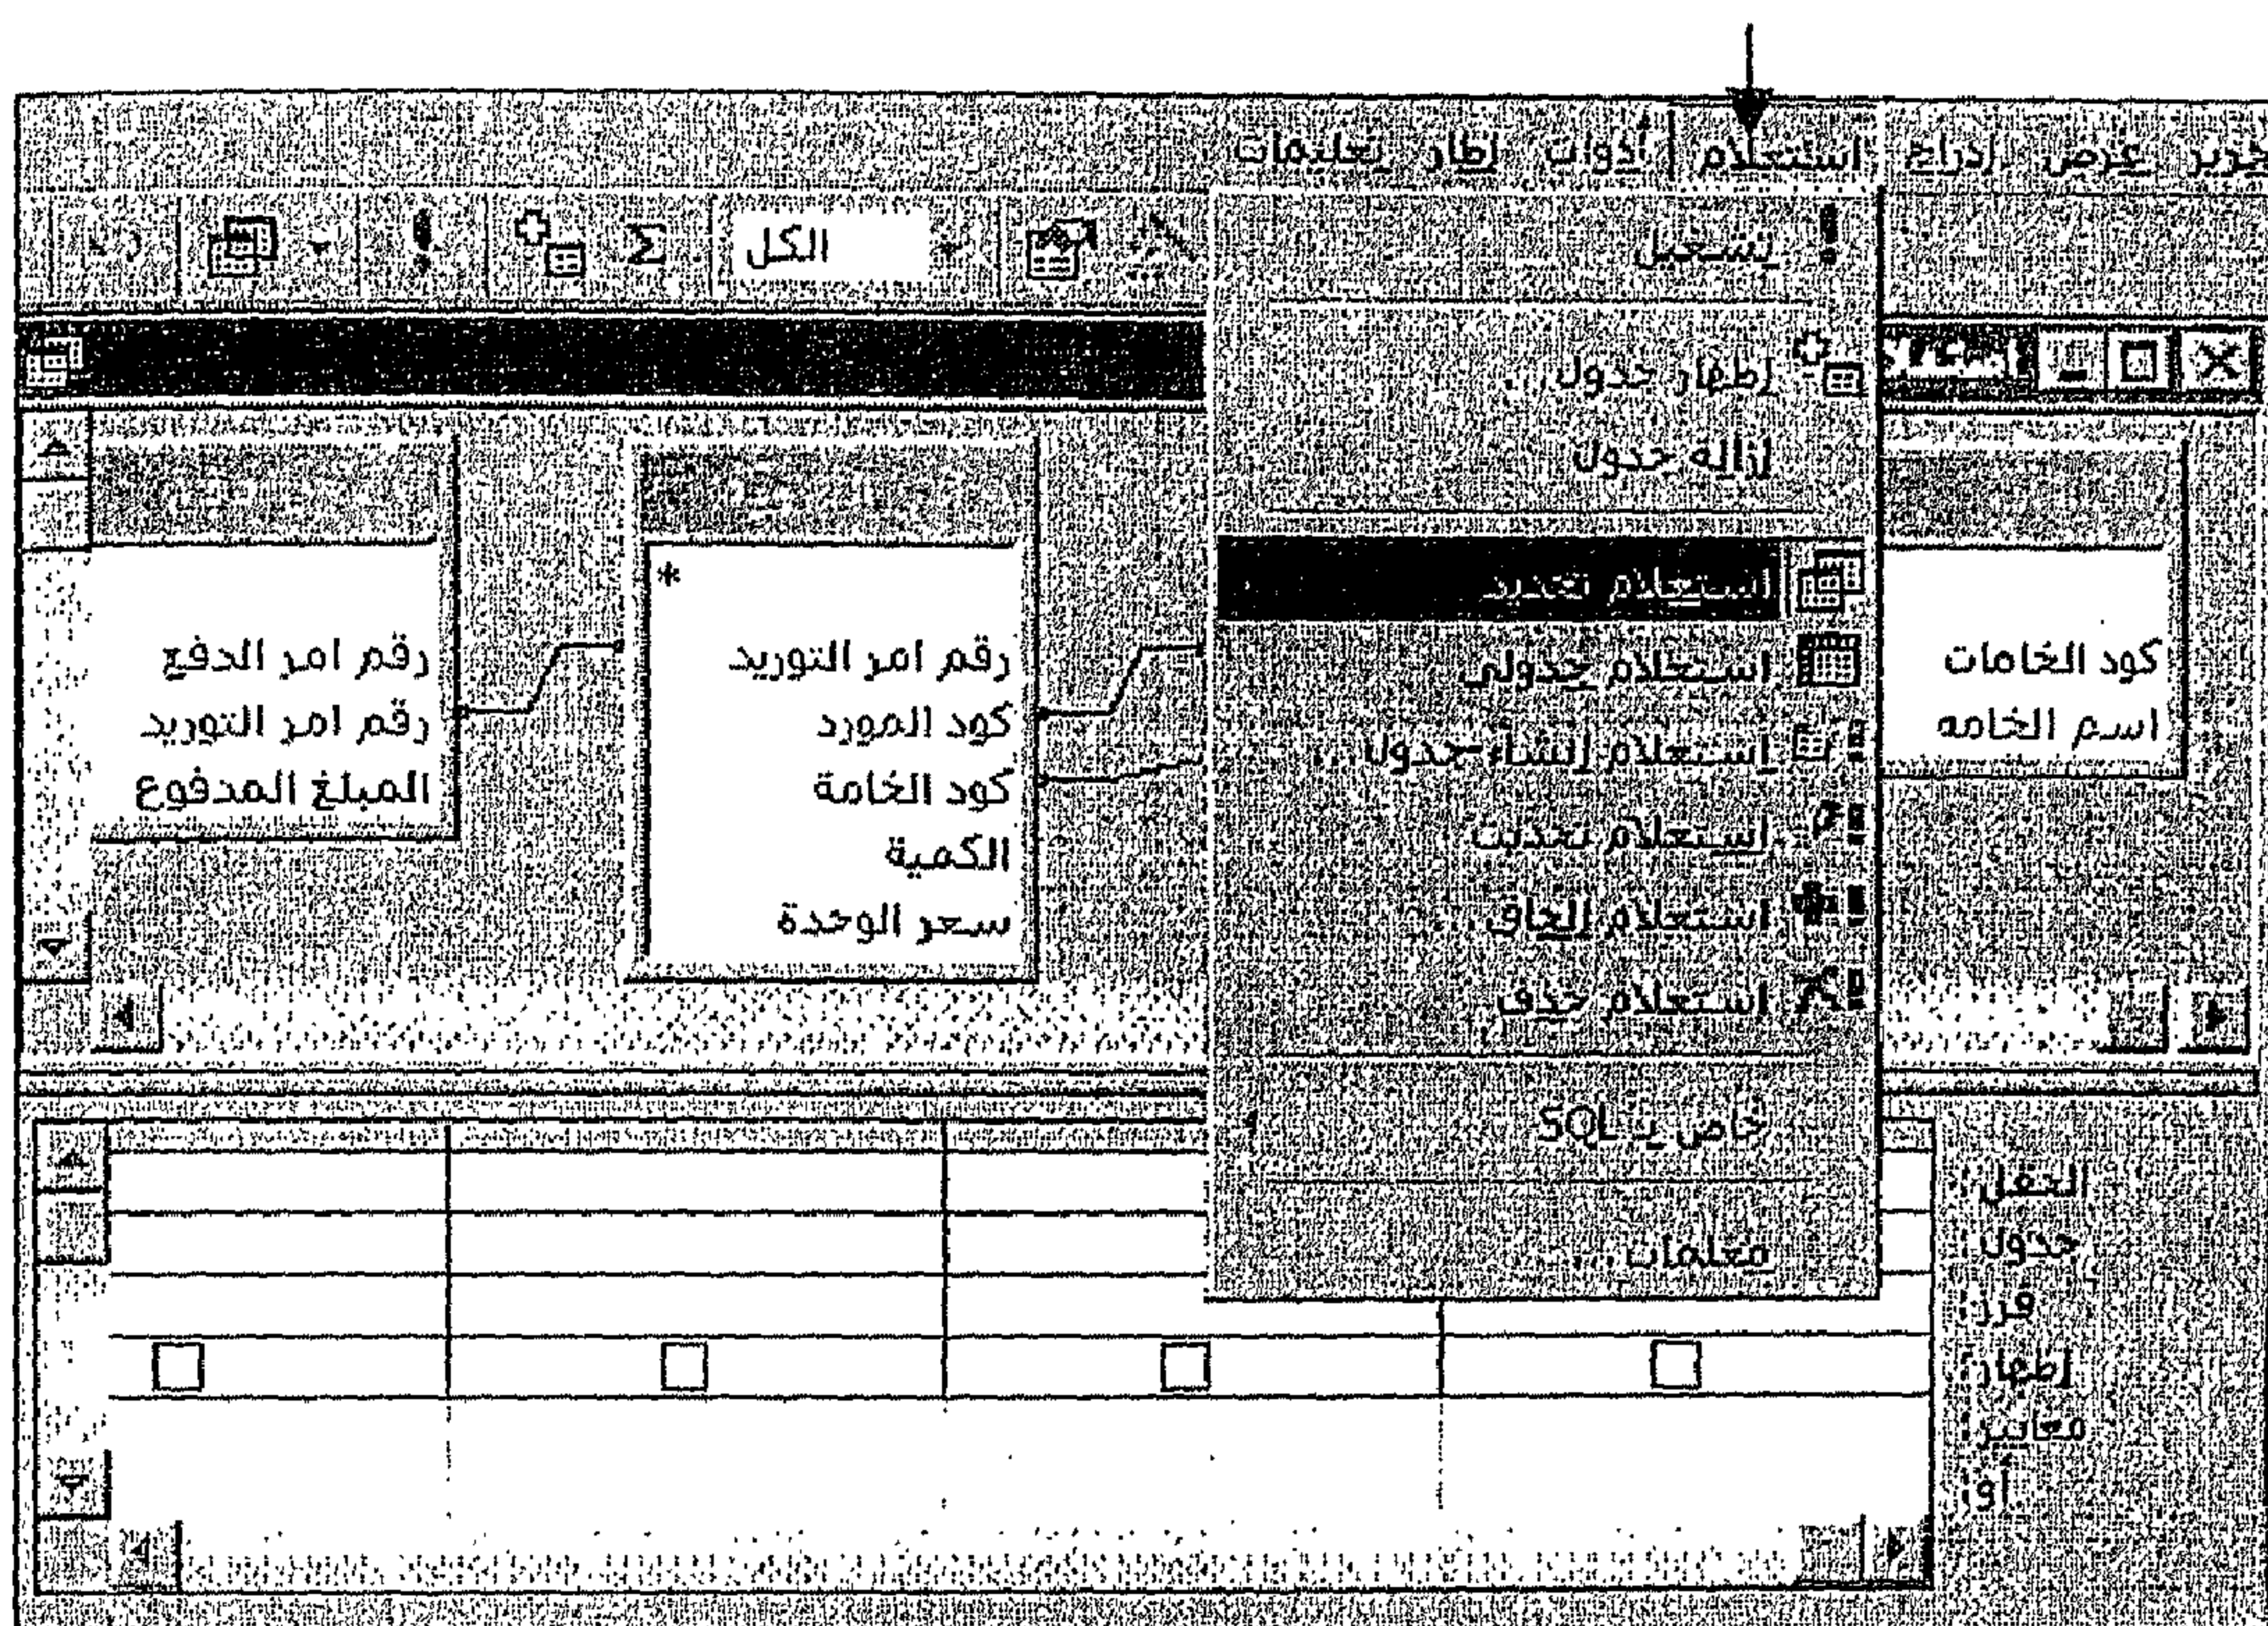 تحرير عرض إدراج استعلام أدوات إطار تعليمات
الكل
تشغيل
إظهار جدول...
إزالة جدول
استعلام تحديد
استعلام جدولي
استعلام إنشاء-جدول...
استعلام تحديث
استعلام إلحاق...
استعلام حذف
خاص بـ SQL
معلمات...
كود الخامات
اسم الخامه
*
رقم امر التوريد
كود المورد
كود الخامة
الكمية
سعر الوحدة
رقم امر الدفع
رقم امر التوريد
المبلغ المدفوع
الحقل:
جدول:
فرز:
إظهار:
معايير:
أو: